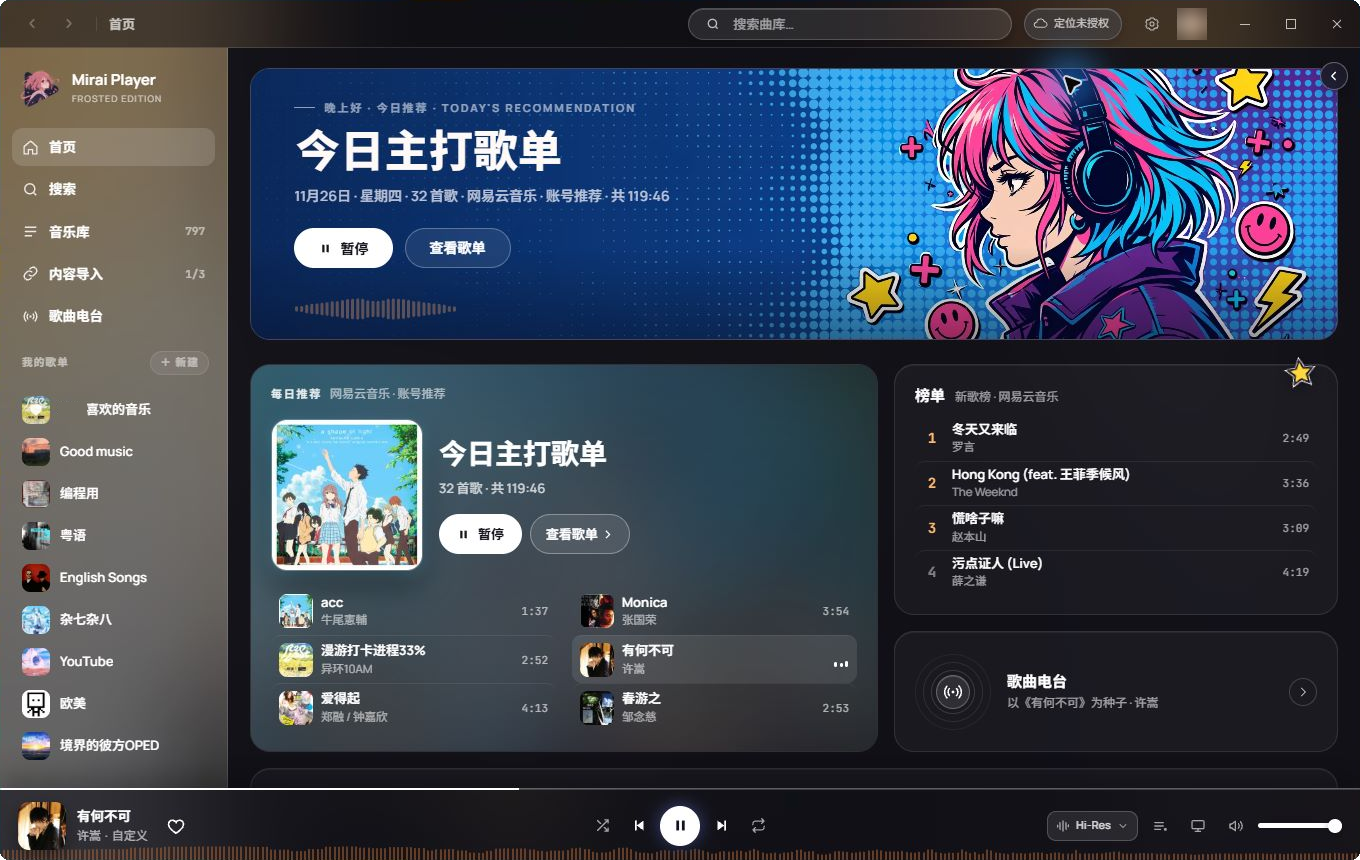 首页
搜索曲库...
定位未授权
Mirai Player
FROSTED EDITION
首页
搜索
音乐库 797
内容导入 1/3
歌曲电台
我的歌单
+ 新建
喜欢的音乐
Good music
编程用
粤语
English Songs
杂七杂八
YouTube
欧美
境界的彼方OPED
晚上好 · 今日推荐 · TODAY'S RECOMMENDATION
今日主打歌单
11月26日 · 星期四 · 32 首歌 · 网易云音乐 · 账号推荐 · 共 119:46
暂停
查看歌单
每日推荐 网易云音乐 · 账号推荐
a shape of light
今日主打歌单
32 首歌 · 共 119:46
暂停
查看歌单
acc
牛尾憲輔
1:37
Monica
张国荣
3:54
漫游打卡进程33%
异环10AM
2:52
有何不可
许嵩
爱得起
郑融 / 钟嘉欣
4:13
春游之
邹念慈
2:53
榜单 新歌榜 · 网易云音乐
1
冬天又来临
罗言
2:49
2
Hong Kong (feat. 王菲季候风)
The Weeknd
3:36
3
慌啥子嘛
赵本山
3:09
4
污点证人 (Live)
薛之谦
4:19
歌曲电台
以《有何不可》为种子 · 许嵩
有何不可
许嵩 · 自定义
Hi-Res